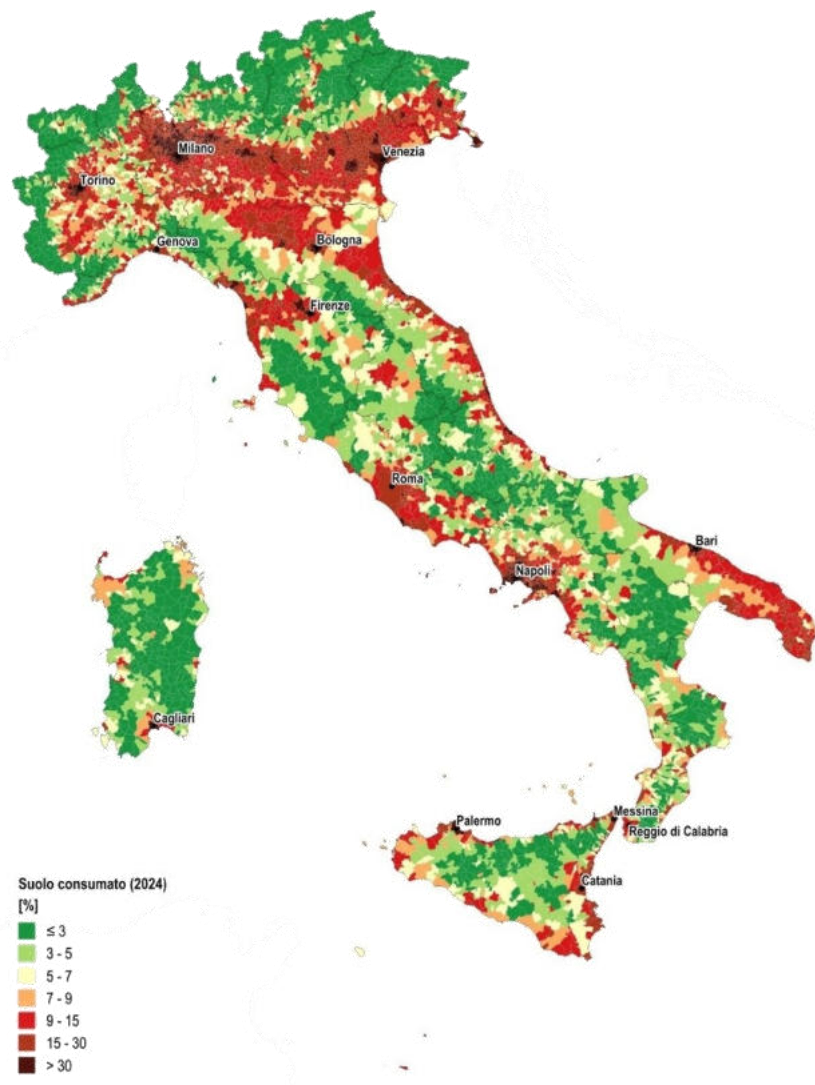 Milano
Venezia
Torino
Genova
Bologna
Firenze
Roma
Bari
Napoli
Cagliari
Messina
Palermo
Reggio di Calabria
Catania
Suolo consumato (2024)
[%]
≤ 3
3 - 5
5 - 7
7 - 9
9 - 15
15 - 30
> 30